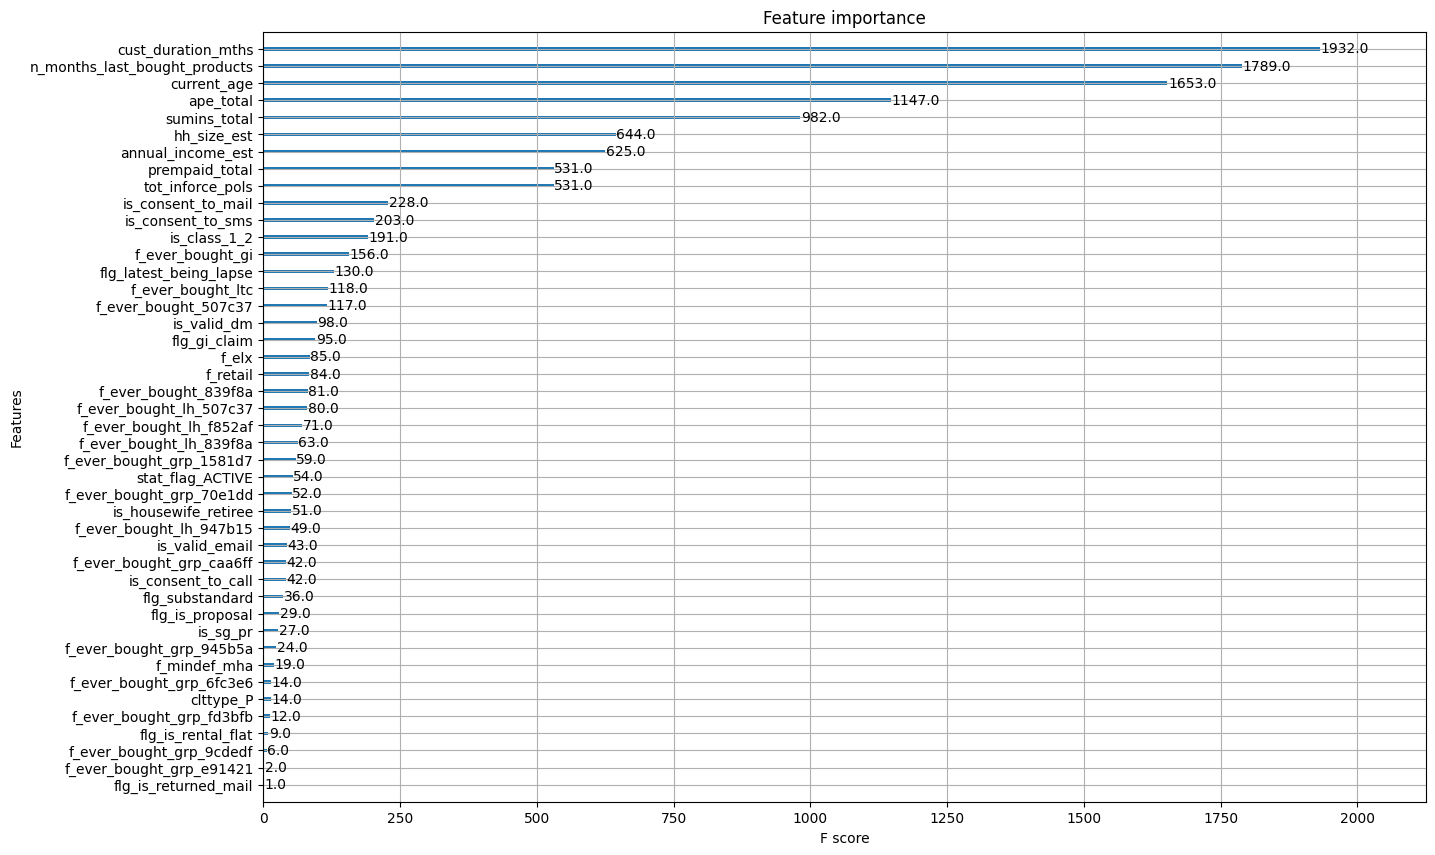 Feature importance
cust_duration_mths 1932.0
n_months_last_bought_products 1789.0
current_age 1653.0
ape_total 1147.0
sumins_total 982.0
hh_size_est 644.0
annual_income_est 625.0
prempaid_total 531.0
tot_inforce_pols 531.0
is_consent_to_mail 228.0
is_consent_to_sms 203.0
is_class_1_2 191.0
f_ever_bought_gi 156.0
flg_latest_being_lapse 130.0
f_ever_bought_ltc 118.0
f_ever_bought_507c37 117.0
is_valid_dm 98.0
flg_gi_claim 95.0
f_elx 85.0
f_retail 84.0
f_ever_bought_839f8a 81.0
f_ever_bought_lh_507c37 80.0
f_ever_bought_lh_f852af 71.0
f_ever_bought_lh_839f8a 63.0
f_ever_bought_grp_1581d7 59.0
stat_flag_ACTIVE 54.0
f_ever_bought_grp_70e1dd 52.0
is_housewife_retiree 51.0
f_ever_bought_lh_947b15 49.0
is_valid_email 43.0
f_ever_bought_grp_caa6ff 42.0
is_consent_to_call 42.0
flg_substandard 36.0
flg_is_proposal 29.0
is_sg_pr 27.0
f_ever_bought_grp_945b5a 24.0
f_mindef_mha 19.0
f_ever_bought_grp_6fc3e6 14.0
clttype_P 14.0
f_ever_bought_grp_fd3bfb 12.0
flg_is_rental_flat 9.0
f_ever_bought_grp_9cdedf 6.0
f_ever_bought_grp_e91421 2.0
flg_is_returned_mail 1.0
Features
0 250 500 750 1000 1250 1500 1750 2000
F score